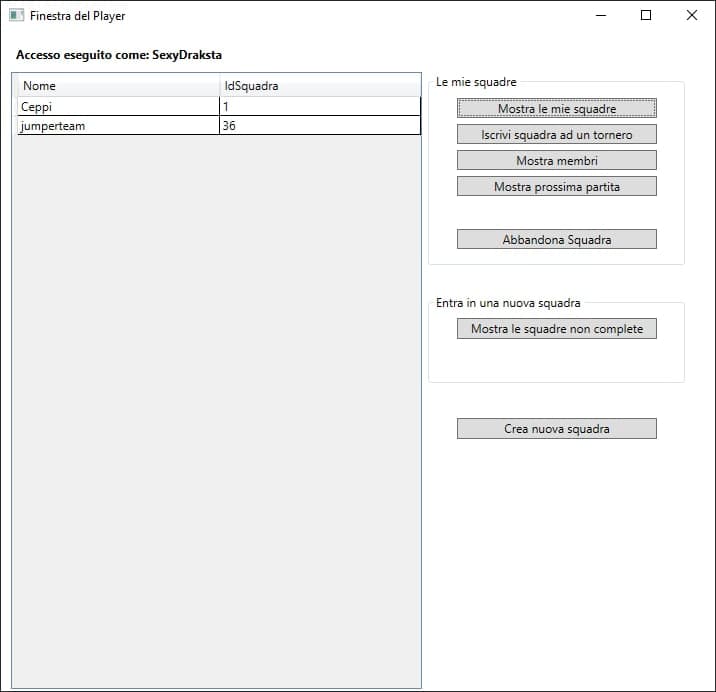 Finestra del Player
Accesso eseguito come: SexyDraksta
Nome IdSquadra
Ceppi 1
jumperteam 36
Le mie squadre
Mostra le mie squadre
Iscrivi squadra ad un tornero
Mostra membri
Mostra prossima partita
Abbandona Squadra
Entra in una nuova squadra
Mostra le squadre non complete
Crea nuova squadra